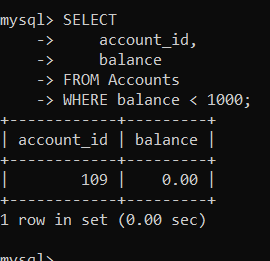 mysql> SELECT
    ->     account_id,
    ->     balance
    -> FROM Accounts
    -> WHERE balance < 1000;
+------------+---------+
| account_id | balance |
+------------+---------+
|        109 |    0.00 |
+------------+---------+
1 row in set (0.00 sec)
mysql>